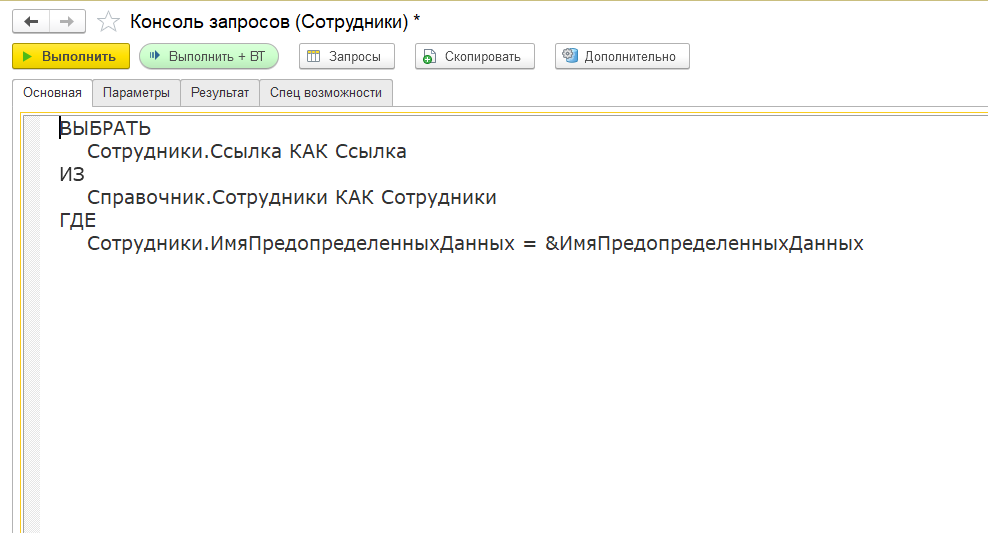 Консоль запросов (Сотрудники) *
Выполнить Выполнить + ВТ Запросы Скопировать Дополнительно
Основная Параметры Результат Спец возможности
ВЫБРАТЬ
Сотрудники.Ссылка КАК Ссылка
ИЗ
Справочник.Сотрудники КАК Сотрудники
ГДЕ
Сотрудники.ИмяПредопределенныхДанных = &ИмяПредопределенныхДанных